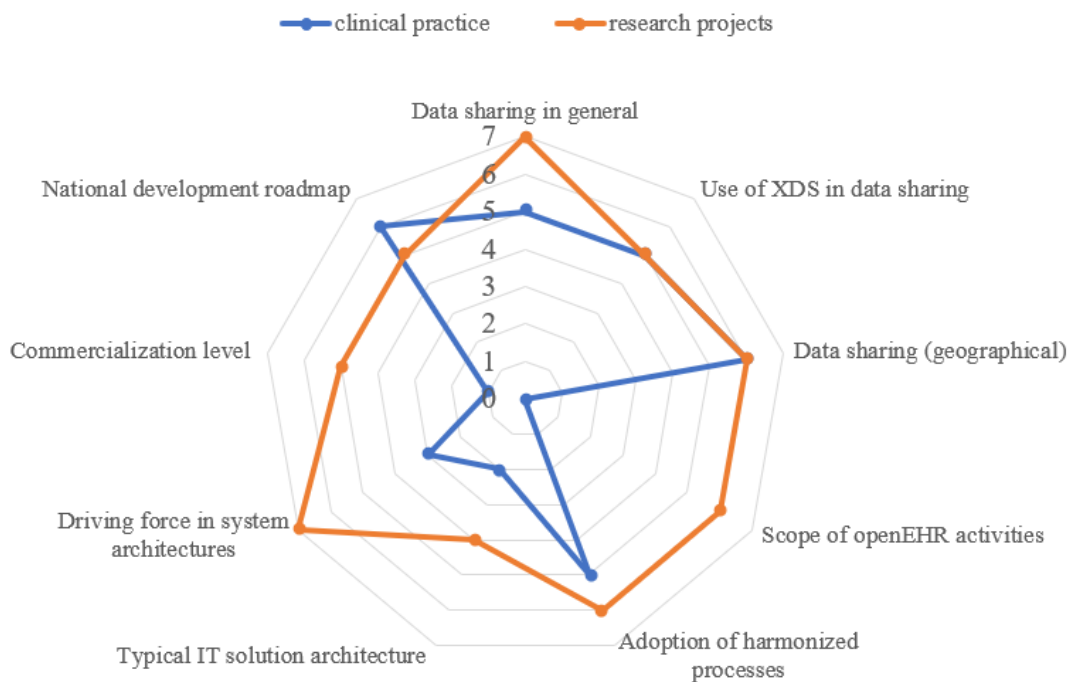 clinical practice
research projects
Data sharing in general
7
National development roadmap
Use of XDS in data sharing
6
5
4
3
Commercialization level
Data sharing (geographical)
2
1
0
Driving force in system
architectures
Scope of openEHR activities
Typical IT solution architecture
Adoption of harmonized
processes